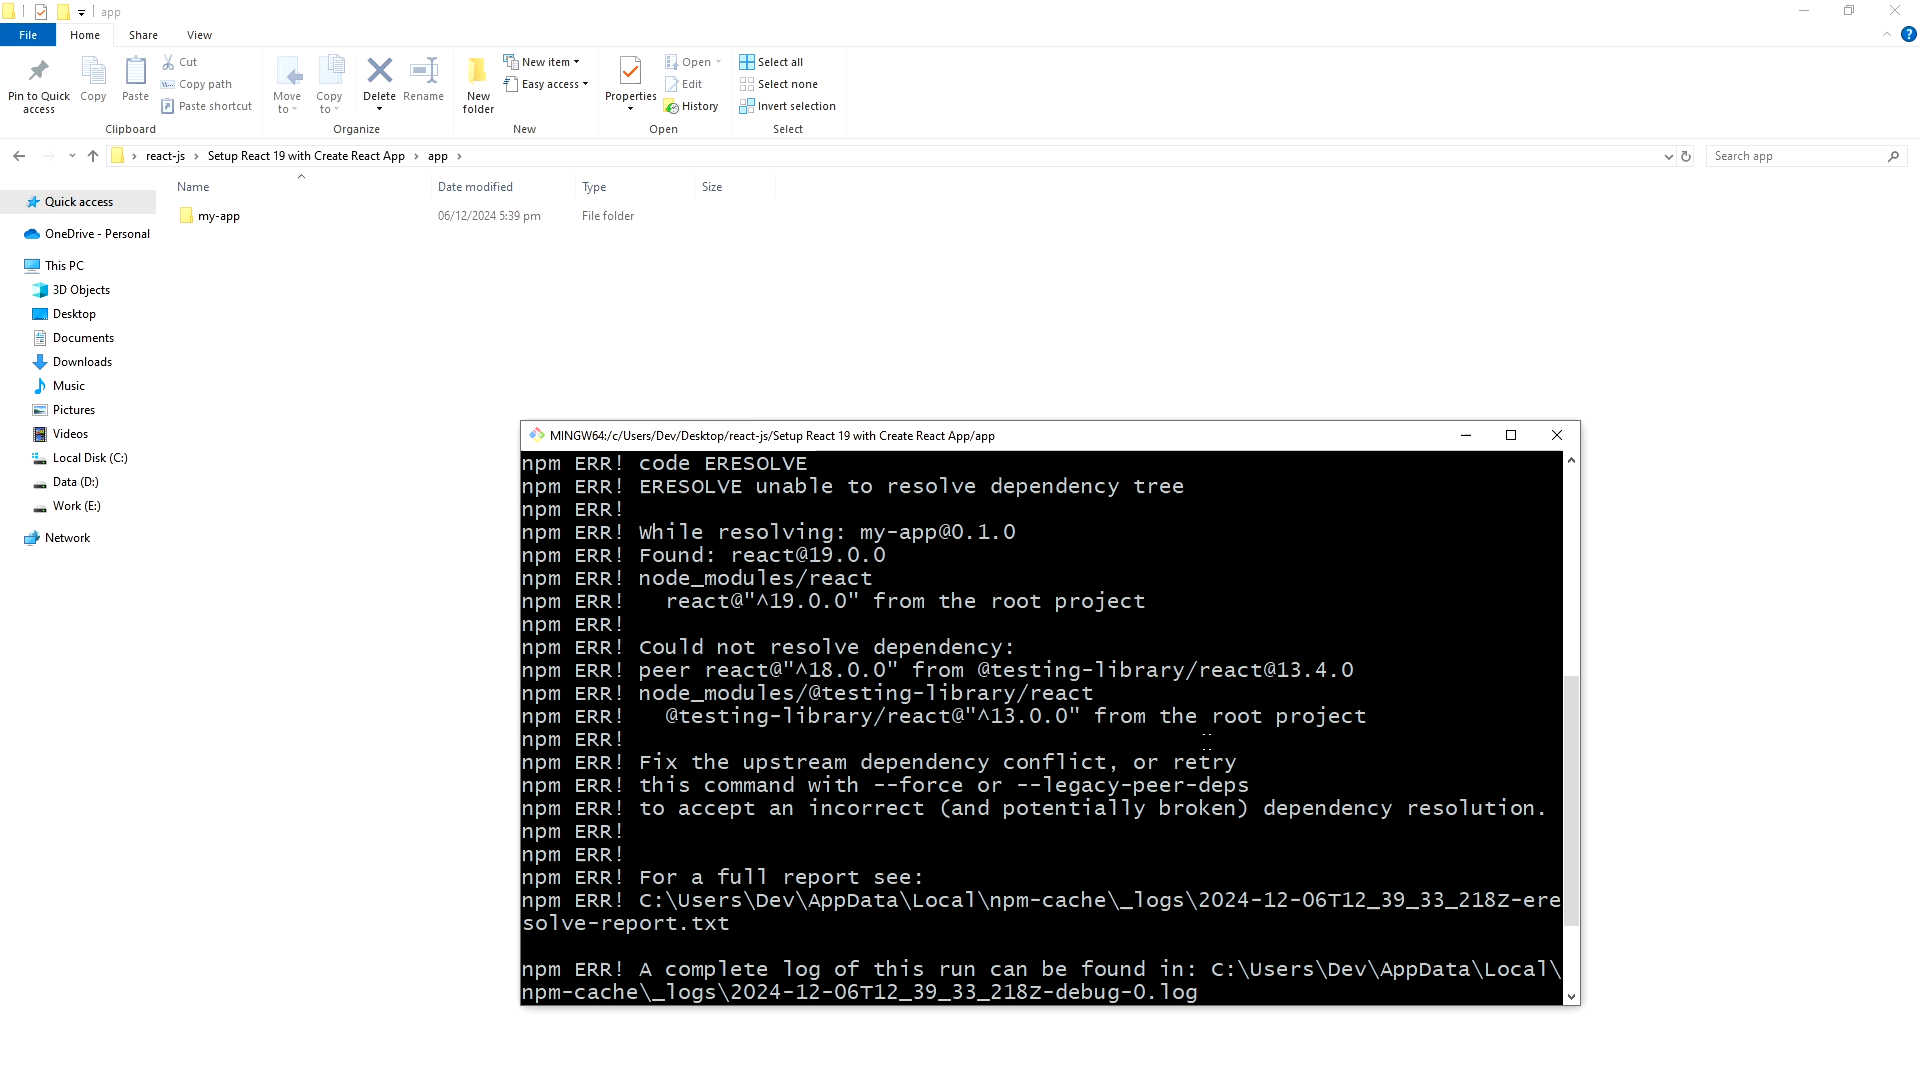 app
File
Home
Share
View
Pin to Quick
access
Copy
Paste
Cut
Copy path
Paste shortcut
Clipboard
Move
to
Copy
to
Delete
Rename
Organize
New
folder
New item
Easy access
New
Properties
Open
Edit
History
Open
Select all
Select none
Invert selection
Select
react-js › Setup React 19 with Create React App › app ›
Search app
Name
Date modified
Type
Size
my-app
06/12/2024 5:39 pm
File folder
Quick access
OneDrive - Personal
This PC
3D Objects
Desktop
Documents
Downloads
Music
Pictures
Videos
Local Disk (C:)
Data (D:)
Work (E:)
Network
MINGW64:/c/Users/Dev/Desktop/react-js/Setup React 19 with Create React App/app
npm ERR! code ERESOLVE
npm ERR! ERESOLVE unable to resolve dependency tree
npm ERR!
npm ERR! While resolving: my-app@0.1.0
npm ERR! Found: react@19.0.0
npm ERR! node_modules/react
npm ERR!   react@"^19.0.0" from the root project
npm ERR!
npm ERR! Could not resolve dependency:
npm ERR! peer react@"^18.0.0" from @testing-library/react@13.4.0
npm ERR! node_modules/@testing-library/react
npm ERR!   @testing-library/react@"^13.0.0" from the root project
npm ERR!
npm ERR! Fix the upstream dependency conflict, or retry
npm ERR! this command with --force or --legacy-peer-deps
npm ERR! to accept an incorrect (and potentially broken) dependency resolution.
npm ERR!
npm ERR!
npm ERR! For a full report see:
npm ERR! C:\Users\Dev\AppData\Local\npm-cache\_logs\2024-12-06T12_39_33_218Z-ere
solve-report.txt
npm ERR! A complete log of this run can be found in: C:\Users\Dev\AppData\Local\
npm-cache\_logs\2024-12-06T12_39_33_218Z-debug-0.log